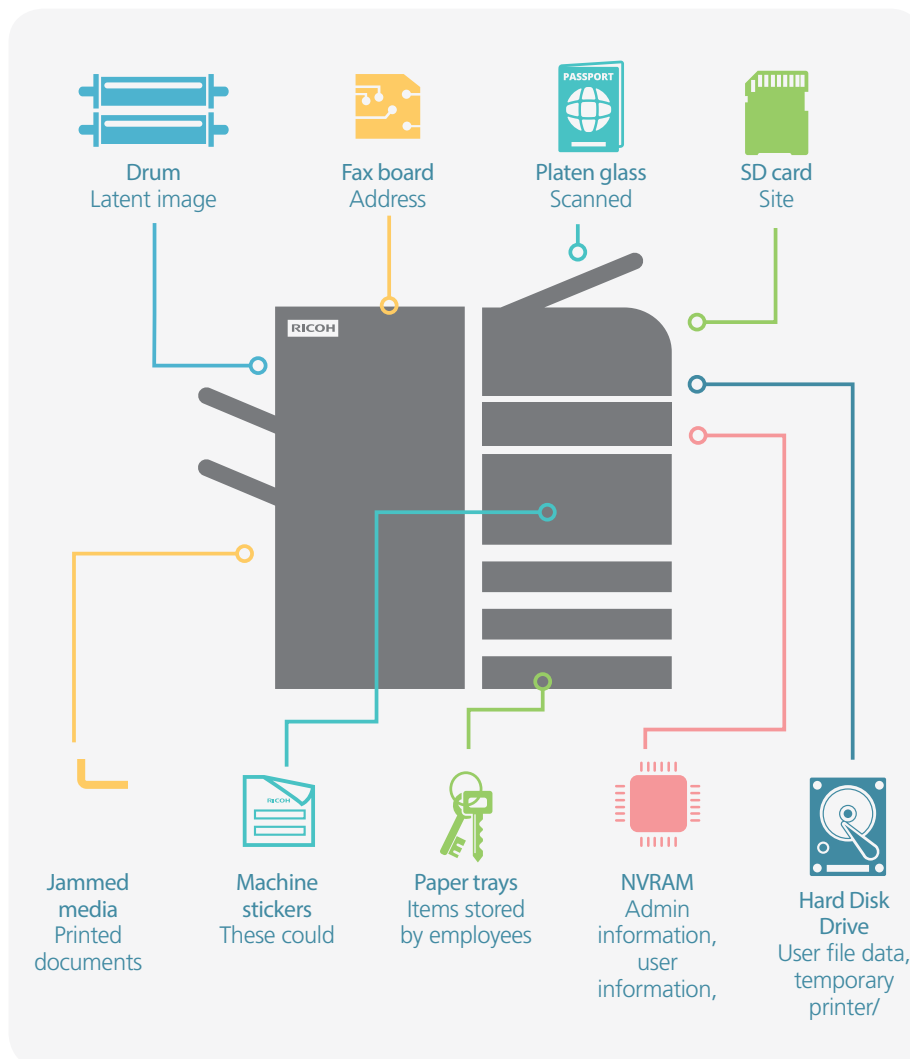 PASSPORT
Drum
Latent image
Fax board
Address
Platen glass
Scanned
SD card
Site
RICOH
RICOH
Jammed
media
Printed
documents
Machine
stickers
These could
Paper trays
Items stored
by employees
NVRAM
Admin
information,
user
information,
Hard Disk
Drive
User file data,
temporary
printer/